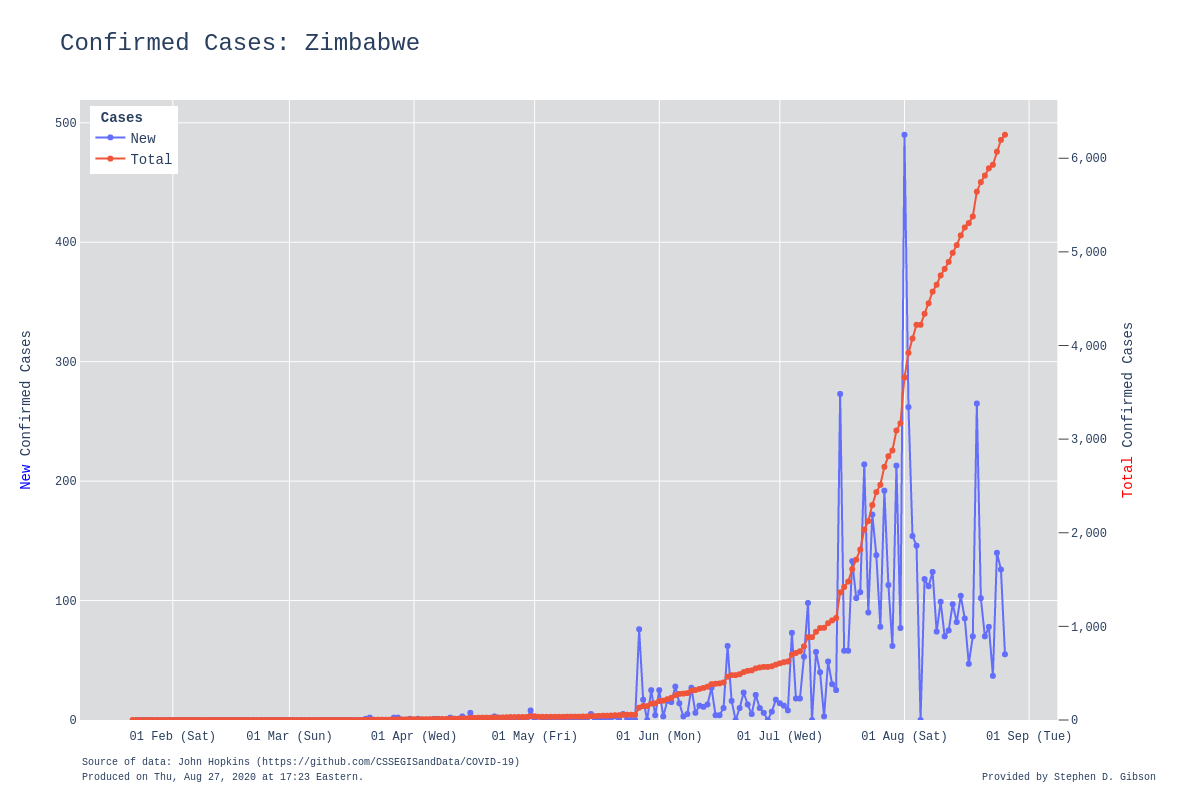 Confirmed Cases: Zimbabwe
Cases
New
Total
500
400
300
200
100
0
6,000
5,000
4,000
3,000
2,000
1,000
0
New Confirmed Cases
Total Confirmed Cases
01 Feb (Sat)
01 Mar (Sun)
01 Apr (Wed)
01 May (Fri)
01 Jun (Mon)
01 Jul (Wed)
01 Aug (Sat)
01 Sep (Tue)
Source of data: John Hopkins (https://github.com/CSSEGISandData/COVID-19)
Produced on Thu, Aug 27, 2020 at 17:23 Eastern.
Provided by Stephen D. Gibson